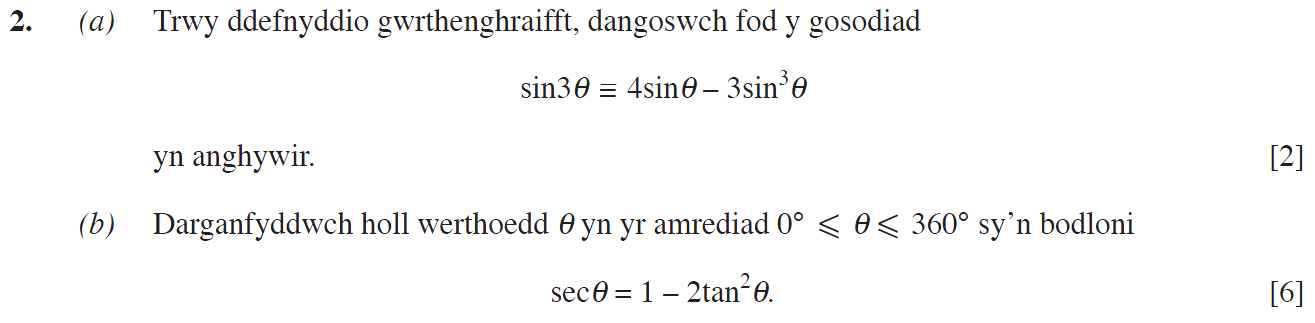 2. (a) Trwy ddefnyddio gwrthenghraifft, dangoswch fod y gosodiad
sin3θ ≡ 4sinθ – 3sin³θ
yn anghywir. [2]
(b) Darganfyddwch holl werthoedd θ yn yr amrediad 0° ⩽ θ ⩽ 360° sy’n bodloni
secθ = 1 – 2tan²θ. [6]